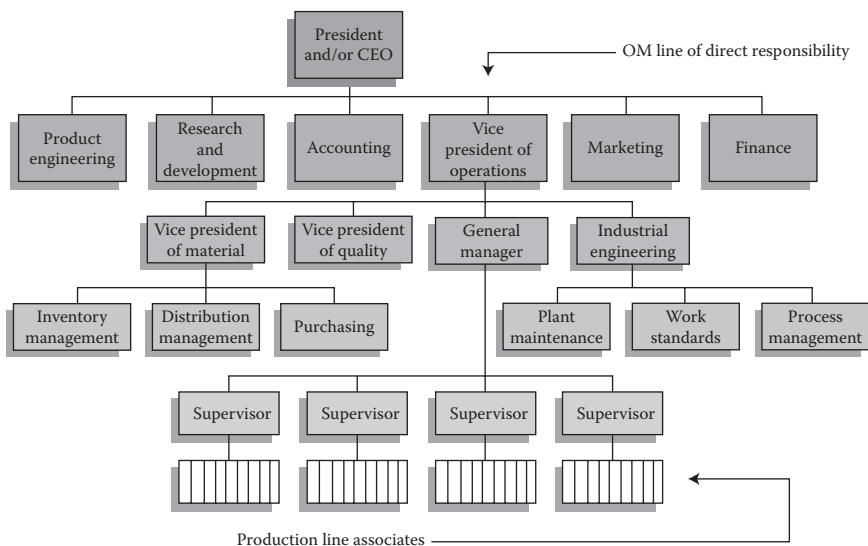 President
and/or CEO
OM line of direct responsibility
Product
engineering
Research
and
development
Accounting
Vice
president of
operations
Marketing
Finance
Vice president
of material
Vice president
of quality
General
manager
Industrial
engineering
Inventory
management
Distribution
management
Purchasing
Plant
maintenance
Work
standards
Process
management
Supervisor
Supervisor
Supervisor
Supervisor
Production line associates